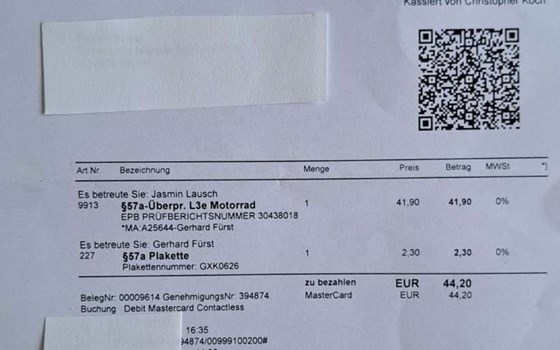 Kassiert von Christopher Koch
Art Nr. Bezeichnung Menge Preis Betrag MWSt *)
Es betreute Sie: Jasmin Lausch
9913 §57a-Überpr. L3e Motorrad 1 41,90 41,90 0%
EPB PRÜFBERICHTSNUMMER 30438018
*MA:A25644-Gerhard Fürst
Es betreute Sie: Gerhard Fürst
227 §57a Plakette 1 2,30 2,30 0%
Plakettennummer: GXK0626
zu bezahlen EUR 44,20
BelegNr: 00009614 GenehmigungsNr: 394874 MasterCard EUR 44,20
Buchung Debit Mastercard Contactless
16:35
94874/00999100200#